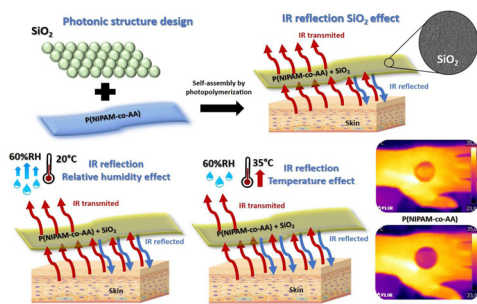 Photonic structure design
SiO2
P(NIPAM-co-AA)
Self-assembly by
photopolymerization
IR reflection SiO2 effect
IR transmited
SiO2
P(NIPAM-co-AA) + SiO2
IR reflected
Skin
60%RH
20°C
IR reflection
Relative humidity effect
IR transmited
P(NIPAM-co-AA) + SiO2
IR reflected
Skin
60%RH
35°C
IR reflection
Temperature effect
IR transmited
P(NIPAM-co-AA) + SiO2
IR reflected
Skin
FLIR
P(NIPAM-co-AA)